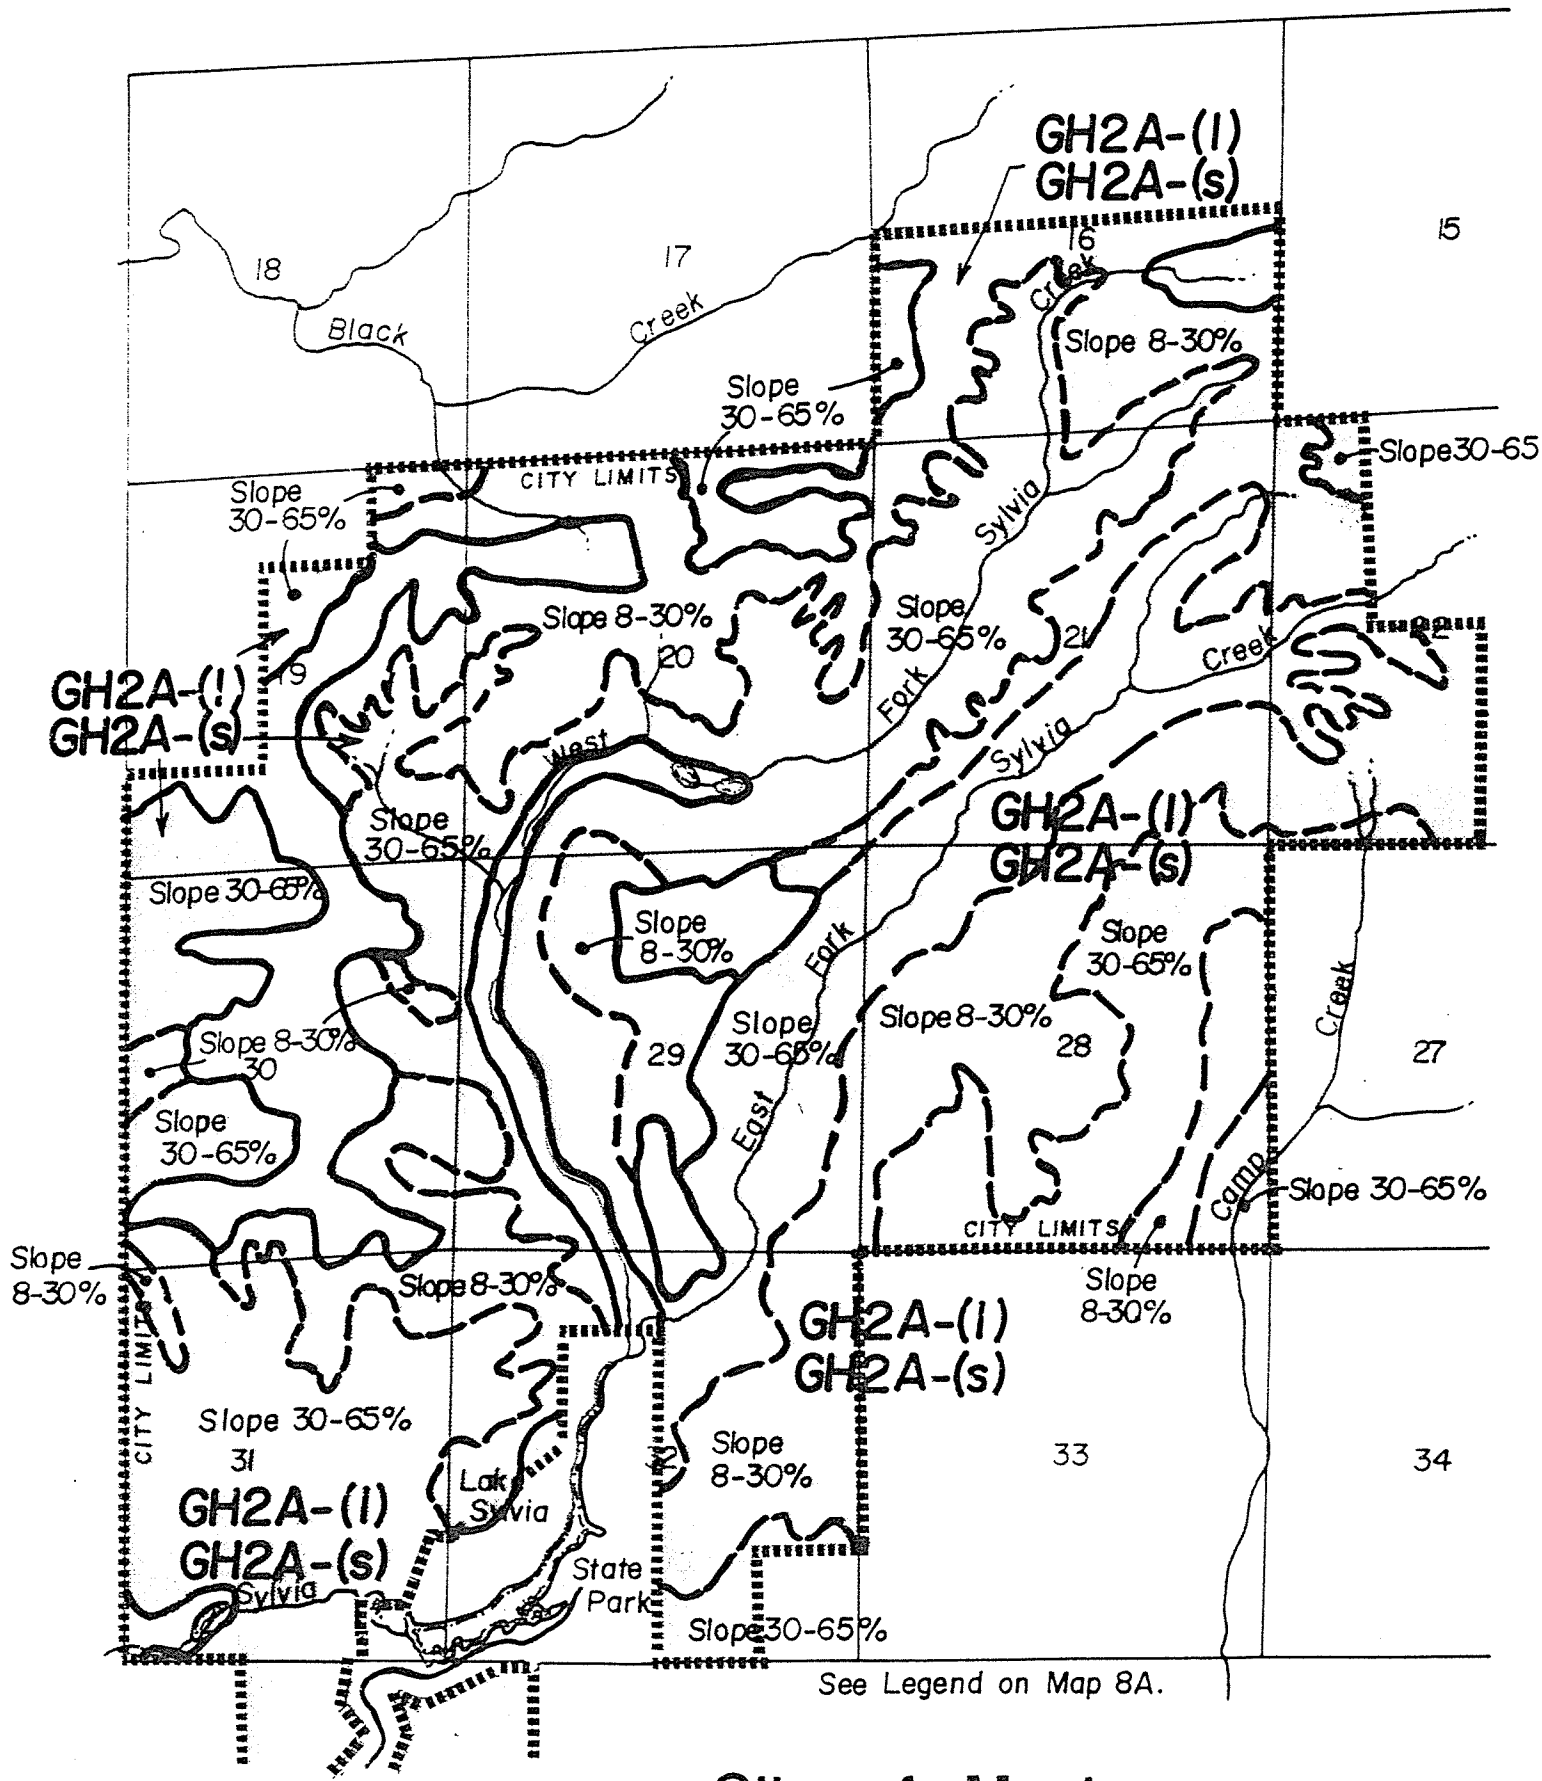 GH2A-(l)
GH2A-(s)
15
16
17
18
Black
Creek
Creek
Slope 8-30%
Slope
30-65%
Slope 30-65
CITY LIMITS
Slope
30-65%
Sylvia
Slope 8-30%
20
Slope
30-65%
21
Creek
22
19
GH2A-(l)
GH2A-(s)
Fork
West
Sylvia
Slope
30-65%
GH2A-(l)
GH2A-(s)
Slope 30-65%
Slope
8-30%
Fork
Slope
30-65%
Creek
Slope 8-30%
30
Slope
30-65%
29
Slope 8-30%
28
27
Slope
30-65%
East
Camp
Slope 30-65%
CITY LIMITS
Slope
8-30%
Slope 8-30%
Slope
8-30%
CITY LIMITS
GH2A-(l)
GH2A-(s)
Slope 30-65%
31
Slope
8-30%
33
34
Lake
Sylvia
GH2A-(l)
GH2A-(s)
Sylvia
State
Park
Slope 30-65%
See Legend on Map 8A.